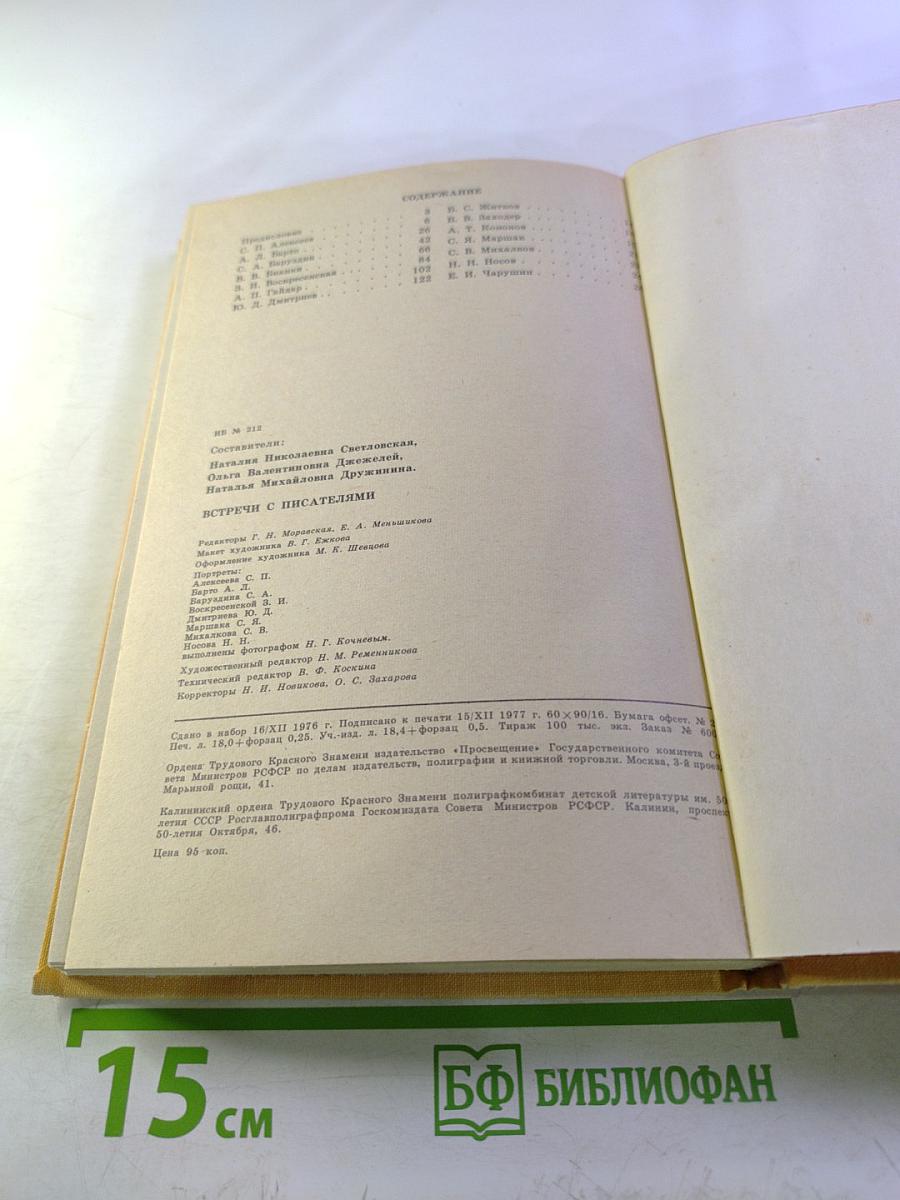 СОДЕРЖАНИЕ
Предисловие 3
С. П. Алексеев 6
А. Л. Барто 26
С. А. Баруздин 42
В. В. Бианки 66
З. И. Воскресенская 84
А. П. Гайдар 102
Ю. Д. Дмитриев 122
Б. С. Житков
Б. В. Заходер
А. Т. Кононов
С. Я. Маршак
С. В. Михалков
Н. Н. Носов
Е. И. Чарушин
ИБ № 212
Составители:
Наталия Николаевна Светловская,
Ольга Валентиновна Джежелей,
Наталья Михайловна Дружинина.
ВСТРЕЧИ С ПИСАТЕЛЯМИ
Редакторы Г. Н. Моравская, Е. А. Меньшикова
Макет художника В. Г. Ежкова
Оформление художника М. К. Шевцова
Портреты:
Алексеева С. П.
Барто А. Л.
Баруздина С. А.
Воскресенской З. И.
Дмитриева Ю. Д.
Маршака С. Я.
Михалкова С. В.
Носова Н. Н.
выполнены фотографом Н. Г. Кочневым.
Художественный редактор Н. М. Ременникова
Технический редактор В. Ф. Коскина
Корректоры Н. И. Новикова, О. С. Захарова
Сдано в набор 16/XII 1976 г. Подписано к печати 15/XII 1977 г. 60×90/16. Бумага офсет. №
Печ. л. 18,0+форзац 0,25. Уч.-изд. л. 18,4+форзац 0,5. Тираж 100 тыс. экз. Заказ №
Ордена Трудового Красного Знамени издательство «Просвещение» Государственного комитета Со-
вета Министров РСФСР по делам издательств, полиграфии и книжной торговли. Москва, 3-й проезд
Марьиной рощи, 41.
Калининский ордена Трудового Красного Знамени полиграфкомбинат детской литературы им. 50-
летия СССР Росглавполиграфпрома Госкомиздата Совета Министров РСФСР. Калинин, проспект
50-летия Октября, 46.
Цена 95 коп.
15 см
БФ БИБЛИОФАН